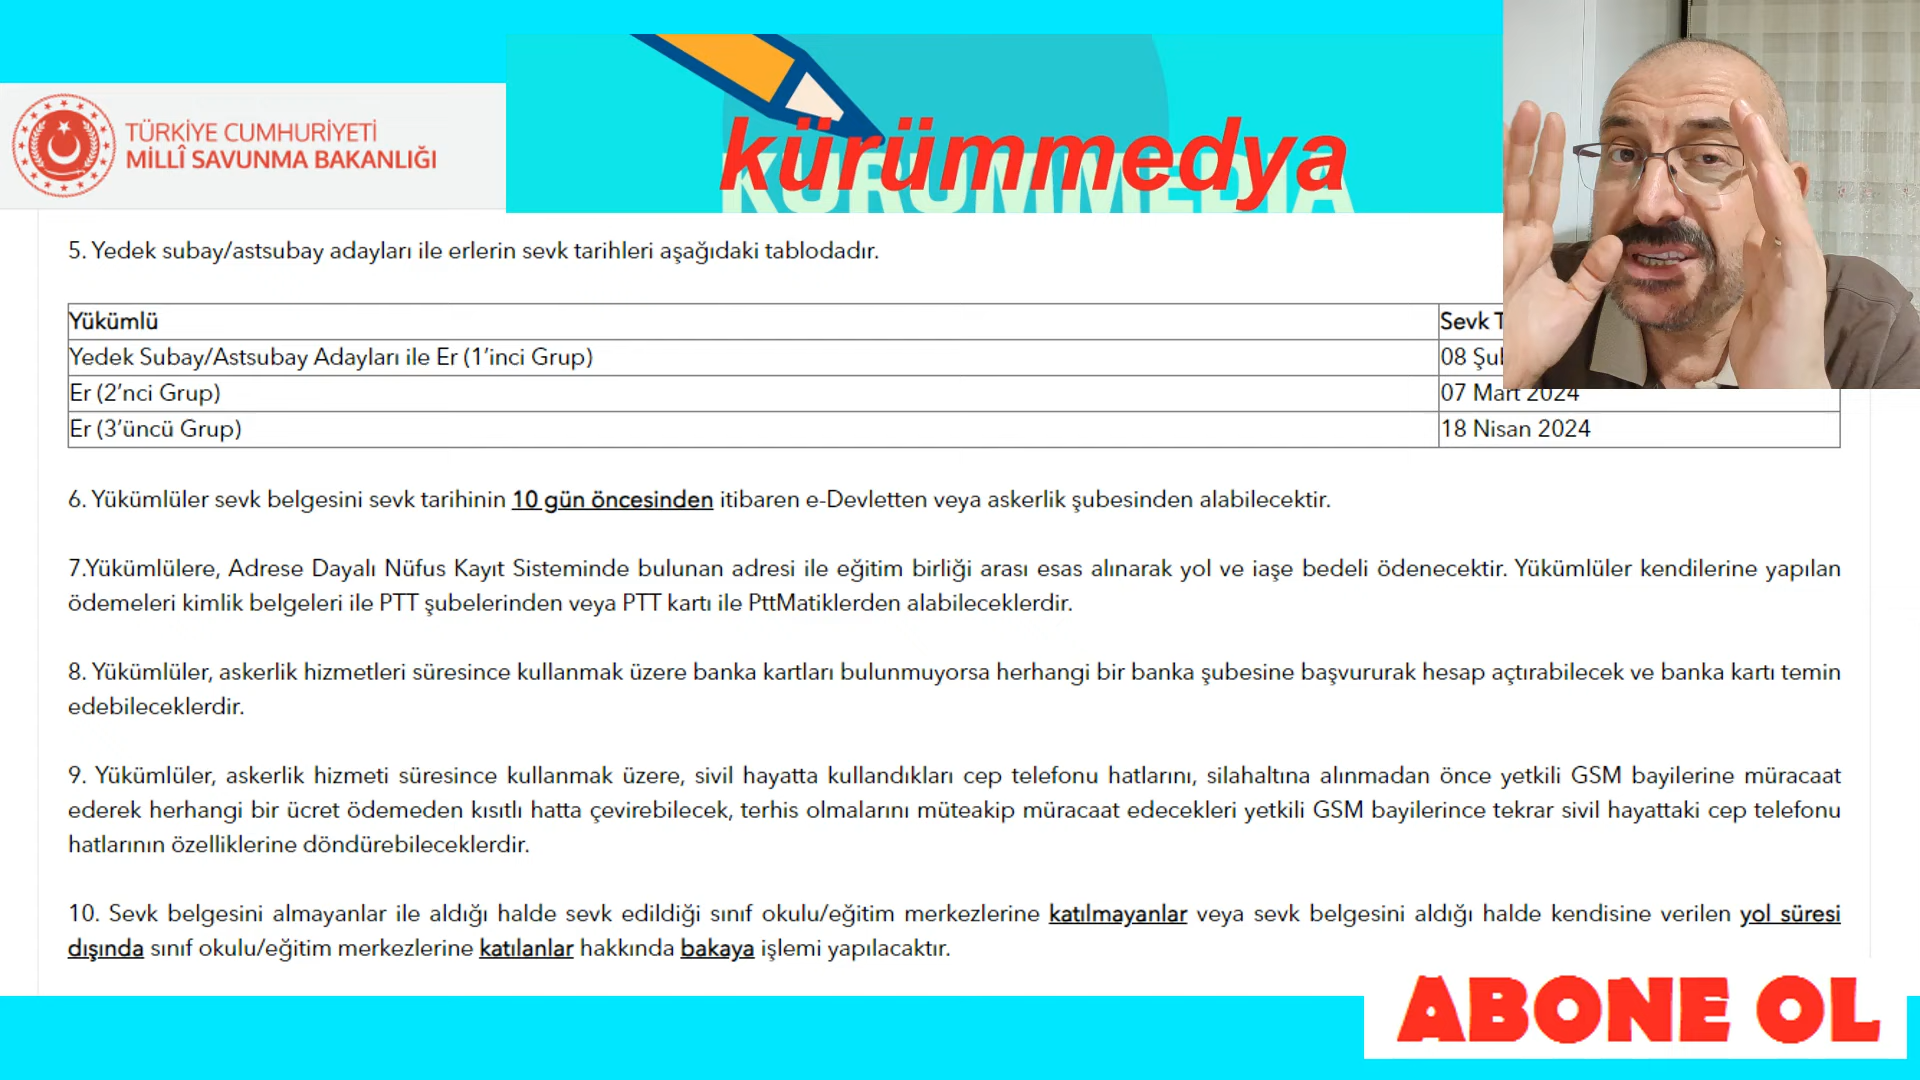 TÜRKİYE CUMHURİYETİ
MİLLÎ SAVUNMA BAKANLIĞI
kürümmedya
KURUMMEDIA
5. Yedek subay/astsubay adayları ile erlerin sevk tarihleri aşağıdaki tablodadır.
Yükümlü Sevk
Yedek Subay/Astsubay Adayları ile Er (1’inci Grup) 08
Er (2’nci Grup) 07 Mart 2024
Er (3’üncü Grup) 18 Nisan 2024
6. Yükümlüler sevk belgesini sevk tarihinin 10 gün öncesinden itibaren e-Devletten veya askerlik şubesinden alabilecektir.
7.Yükümlülere, Adrese Dayalı Nüfus Kayıt Sisteminde bulunan adresi ile eğitim birliği arası esas alınarak yol ve iaşe bedeli ödenecektir. Yükümlüler kendilerine yapılan
ödemeleri kimlik belgeleri ile PTT şubelerinden veya PTT kartı ile PttMatiklerden alabileceklerdir.
8. Yükümlüler, askerlik hizmetleri süresince kullanmak üzere banka kartları bulunmuyorsa herhangi bir banka şubesine başvururak hesap açtırabilecek ve banka kartı temin
edebileceklerdir.
9. Yükümlüler, askerlik hizmeti süresince kullanmak üzere, sivil hayatta kullandıkları cep telefonu hatlarını, silahaltına alınmadan önce yetkili GSM bayilerine müracaat
ederek herhangi bir ücret ödemeden kısıtlı hatta çevirebilecek, terhis olmalarını müteakip müracaat edecekleri yetkili GSM bayilerince tekrar sivil hayattaki cep telefonu
hatlarının özelliklerine döndürebileceklerdir.
10. Sevk belgesini almayanlar ile aldığı halde sevk edildiği sınıf okulu/eğitim merkezlerine katılmayanlar veya sevk belgesini aldığı halde kendisine verilen yol süresi
dışında sınıf okulu/eğitim merkezlerine katılanlar hakkında bakaya işlemi yapılacaktır.
ABONE OL